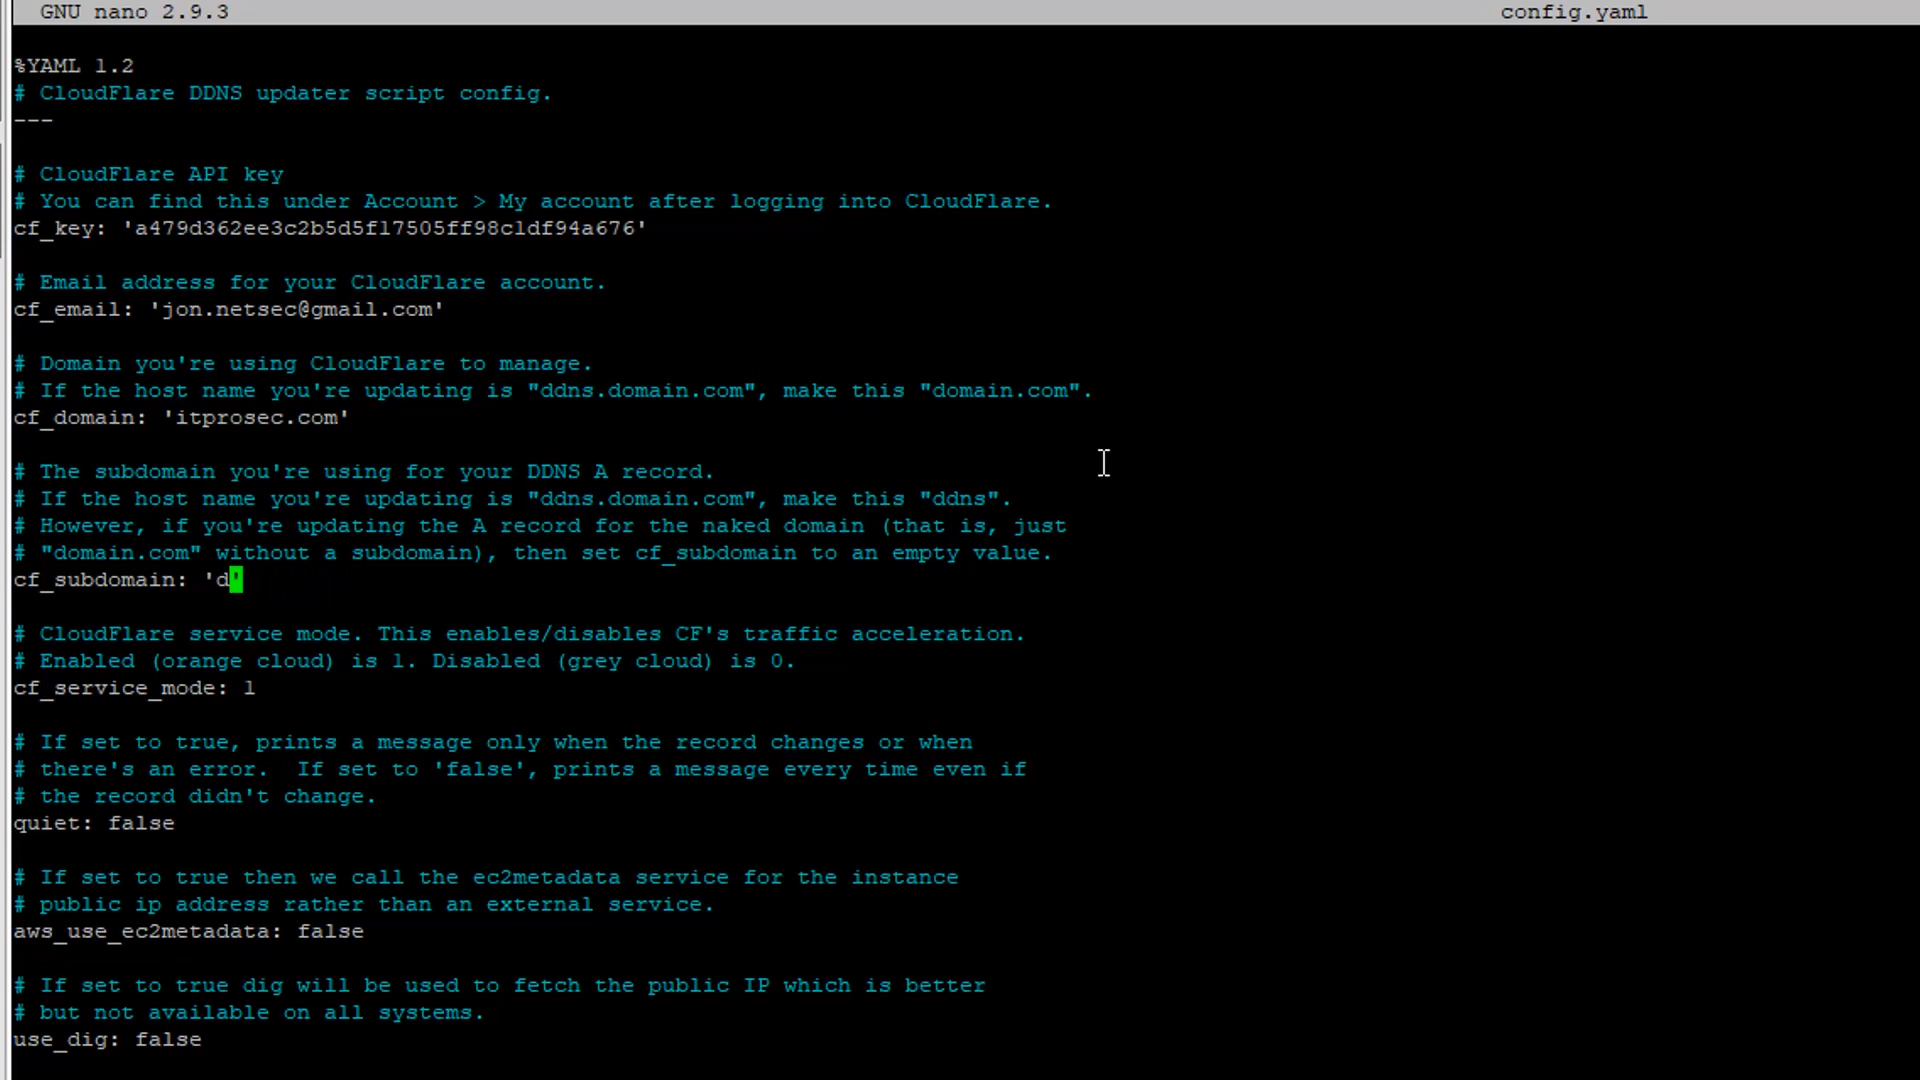 GNU nano 2.9.3 config.yaml
%YAML 1.2
# CloudFlare DDNS updater script config.
---
# CloudFlare API key
# You can find this under Account > My account after logging into CloudFlare.
cf_key: 'a479d362ee3c2b5d5f17505ff98c1df94a676'
# Email address for your CloudFlare account.
cf_email: 'jon.netsec@gmail.com'
# Domain you're using CloudFlare to manage.
# If the host name you're updating is "ddns.domain.com", make this "domain.com".
cf_domain: 'itprosec.com'
# The subdomain you're using for your DDNS A record.
# If the host name you're updating is "ddns.domain.com", make this "ddns".
# However, if you're updating the A record for the naked domain (that is, just
# "domain.com" without a subdomain), then set cf_subdomain to an empty value.
cf_subdomain: 'd'
# CloudFlare service mode. This enables/disables CF's traffic acceleration.
# Enabled (orange cloud) is 1. Disabled (grey cloud) is 0.
cf_service_mode: 1
# If set to true, prints a message only when the record changes or when
# there's an error.  If set to 'false', prints a message every time even if
# the record didn't change.
quiet: false
# If set to true then we call the ec2metadata service for the instance
# public ip address rather than an external service.
aws_use_ec2metadata: false
# If set to true dig will be used to fetch the public IP which is better
# but not available on all systems.
use_dig: false